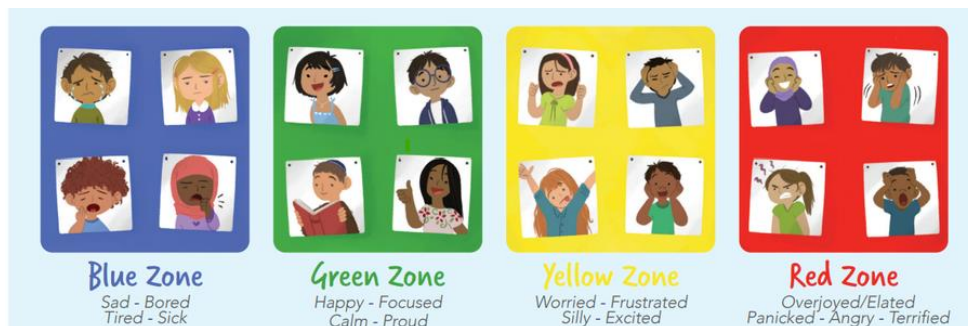 Blue Zone
Sad - Bored
Tired - Sick
Green Zone
Happy - Focused
Calm - Proud
Yellow Zone
Worried - Frustrated
Silly - Excited
Red Zone
Overjoyed/Elated
Panicked - Angry - Terrified